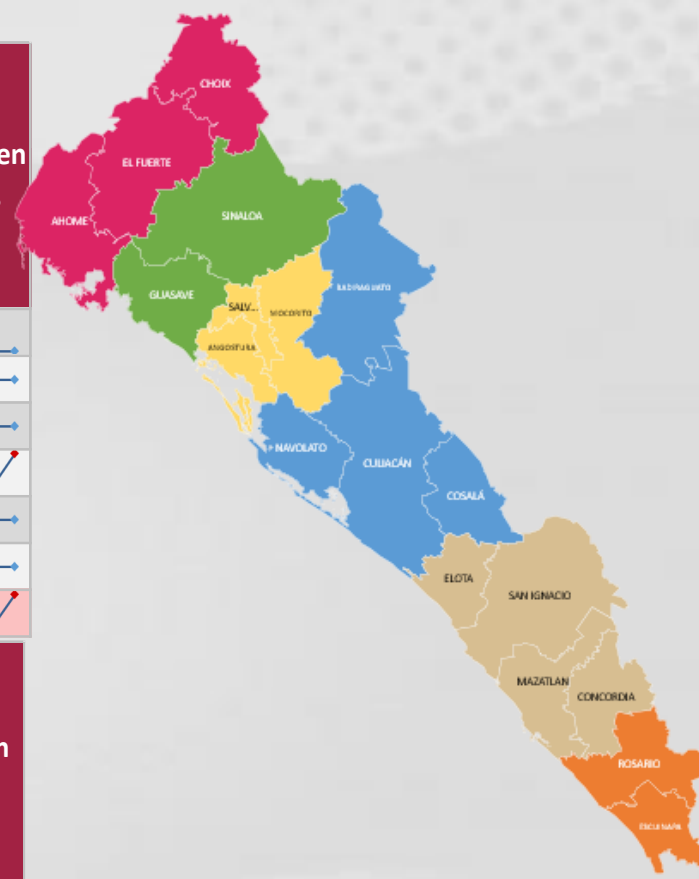 CHOIX
en
EL FUERTE
SINALOA
AHOME
BADIRAGUATO
GUASAVE
SALV...
MOCORITO
ANGOSTURA
NAVOLATO
CULIACÁN
COSALÁ
ELOTA
SAN IGNACIO
MAZATLAN
CONCORDIA
n
ROSARIO
ESCUINAPA